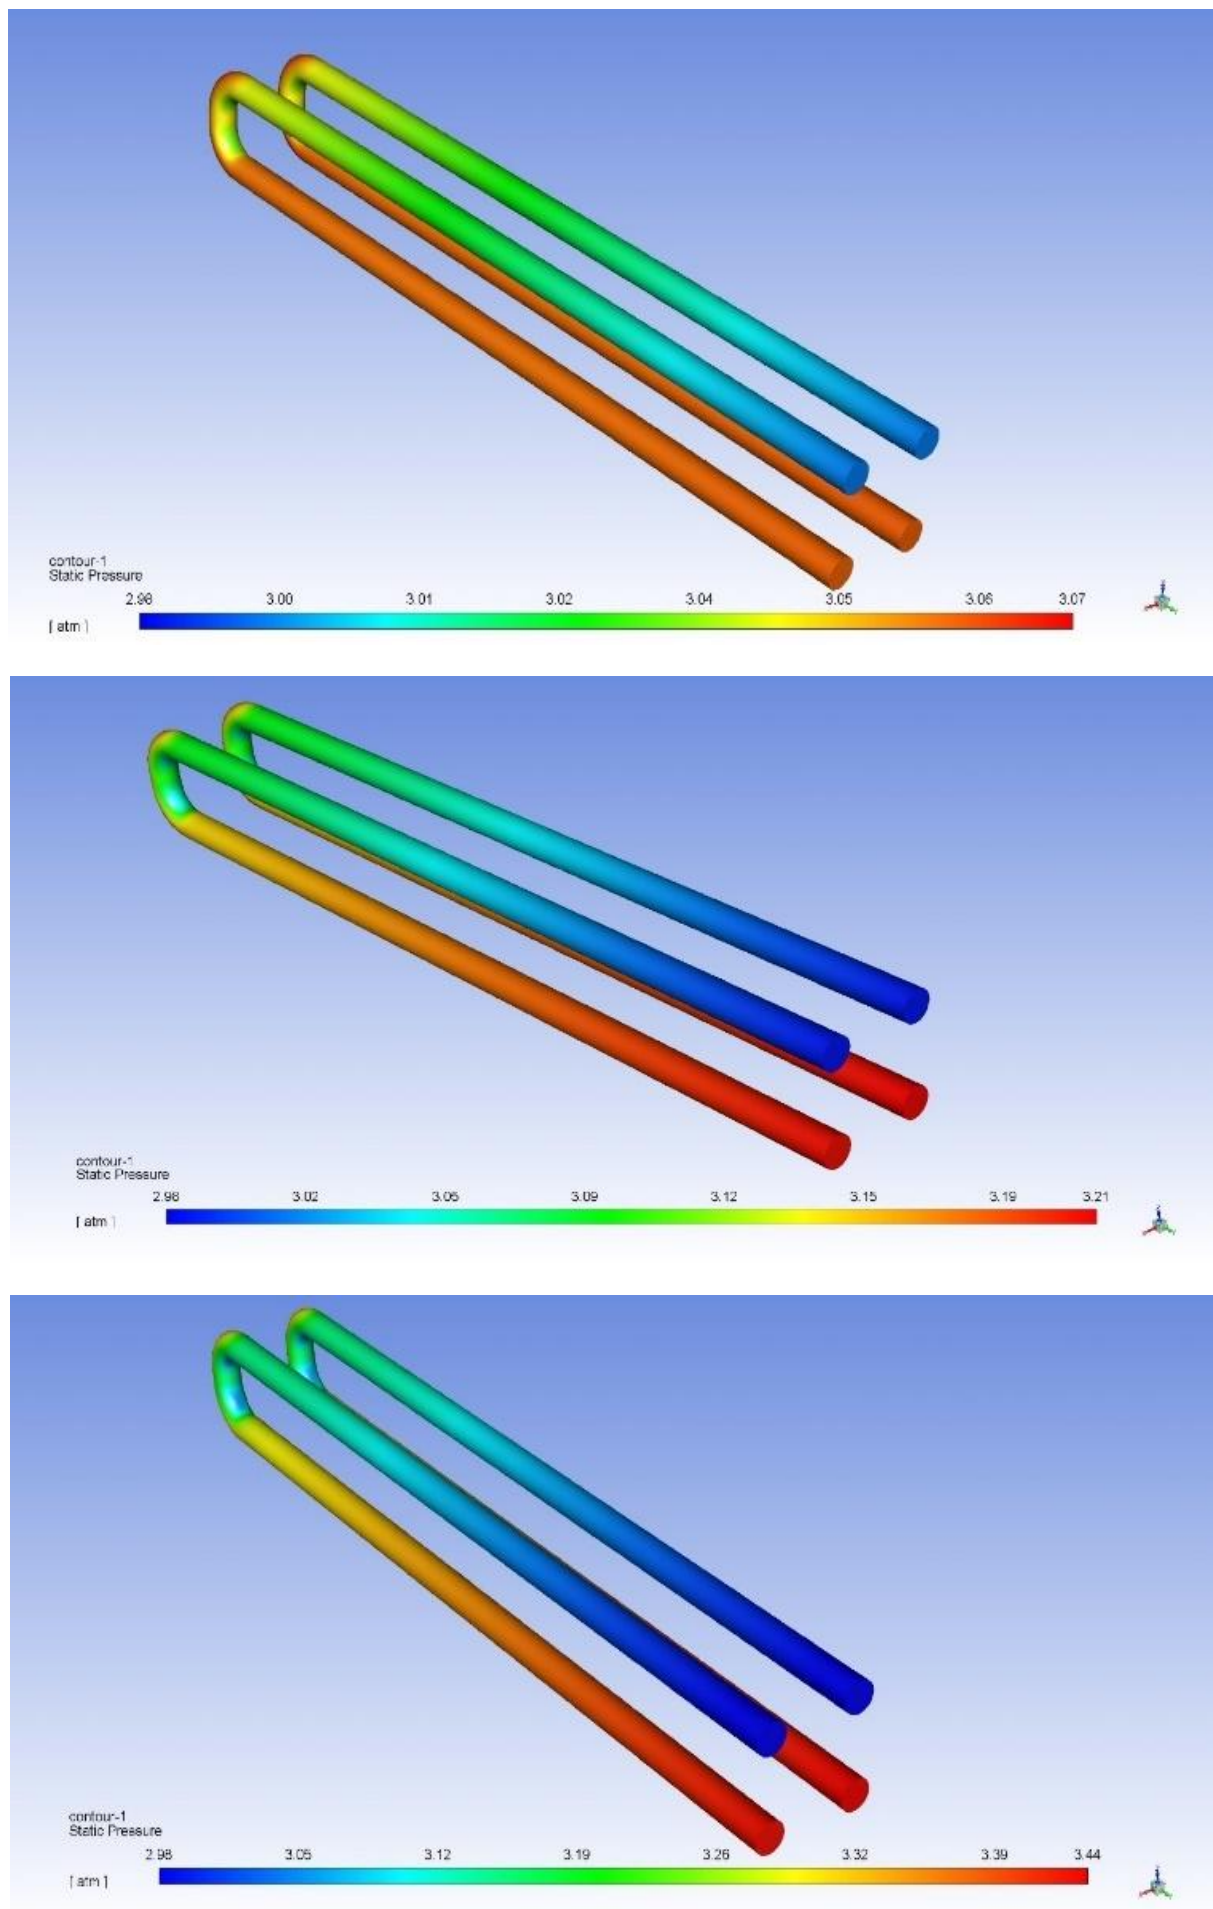 contour-1
Static Pressure
2.98 3.00 3.01 3.02 3.04 3.05 3.06 3.07
[ atm ]
contour-1
Static Pressure
2.98 3.02 3.05 3.09 3.12 3.15 3.19 3.21
[ atm ]
contour-1
Static Pressure
2.98 3.05 3.12 3.19 3.26 3.32 3.39 3.44
[ atm ]